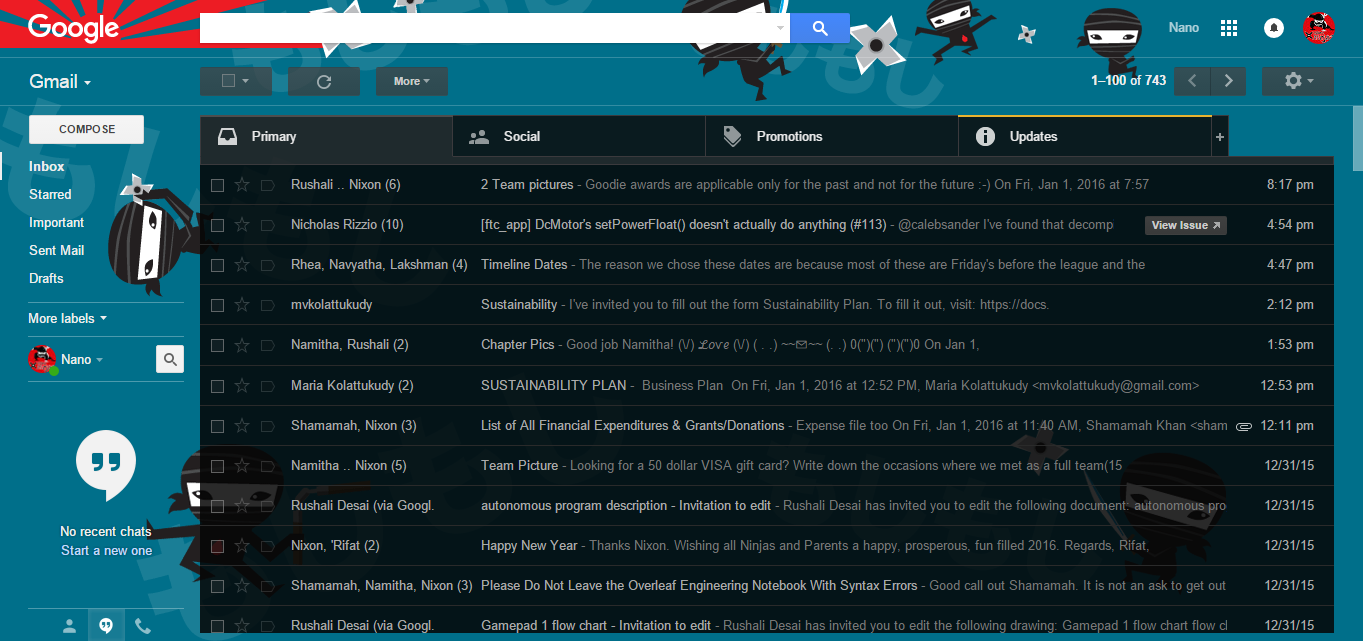 Google
Nano
Gmail
More
1–100 of 743
COMPOSE
Inbox
Starred
Important
Sent Mail
Drafts
More labels
Nano
No recent chats
Start a new one
Primary
Social
Promotions
Updates
+
Rushali .. Nixon (6) 2 Team pictures - Goodie awards are applicable only for the past and not for the future :-) On Fri, Jan 1, 2016 at 7:57 8:17 pm
Nicholas Rizzio (10) [ftc_app] DcMotor's setPowerFloat() doesn't actually do anything (#113) - @calebsander I've found that decomp View Issue 4:54 pm
Rhea, Navyatha, Lakshman (4) Timeline Dates - The reason we chose these dates are because most of these are Friday's before the league and the 4:47 pm
mvkolattukudy Sustainability - I've invited you to fill out the form Sustainability Plan. To fill it out, visit: https://docs. 2:12 pm
Namitha, Rushali (2) Chapter Pics - Good job Namitha! (\/) 𝓛𝓸𝓿𝓮 (\/) ( . .) ~~✉~~ (. .) 0(")(") (")(")0 On Jan 1, 1:53 pm
Maria Kolattukudy (2) SUSTAINABILITY PLAN - Business Plan On Fri, Jan 1, 2016 at 12:52 PM, Maria Kolattukudy <mvkolattukudy@gmail.com> 12:53 pm
Shamamah, Nixon (3) List of All Financial Expenditures & Grants/Donations - Expense file too On Fri, Jan 1, 2016 at 11:40 AM, Shamamah Khan <sham 12:11 pm
Namitha .. Nixon (5) Team Picture - Looking for a 50 dollar VISA gift card? Write down the occasions where we met as a full team(15 12/31/15
Rushali Desai (via Googl. autonomous program description - Invitation to edit - Rushali Desai has invited you to edit the following document: autonomous pro 12/31/15
Nixon, 'Rifat (2) Happy New Year - Thanks Nixon. Wishing all Ninjas and Parents a happy, prosperous, fun filled 2016. Regards, Rifat, 12/31/15
Shamamah, Namitha, Nixon (3) Please Do Not Leave the Overleaf Engineering Notebook With Syntax Errors - Good call out Shamamah. It is not an ask to get out 12/31/15
Rushali Desai (via Googl. Gamepad 1 flow chart - Invitation to edit - Rushali Desai has invited you to edit the following drawing: Gamepad 1 flow chart flow cl 12/31/15